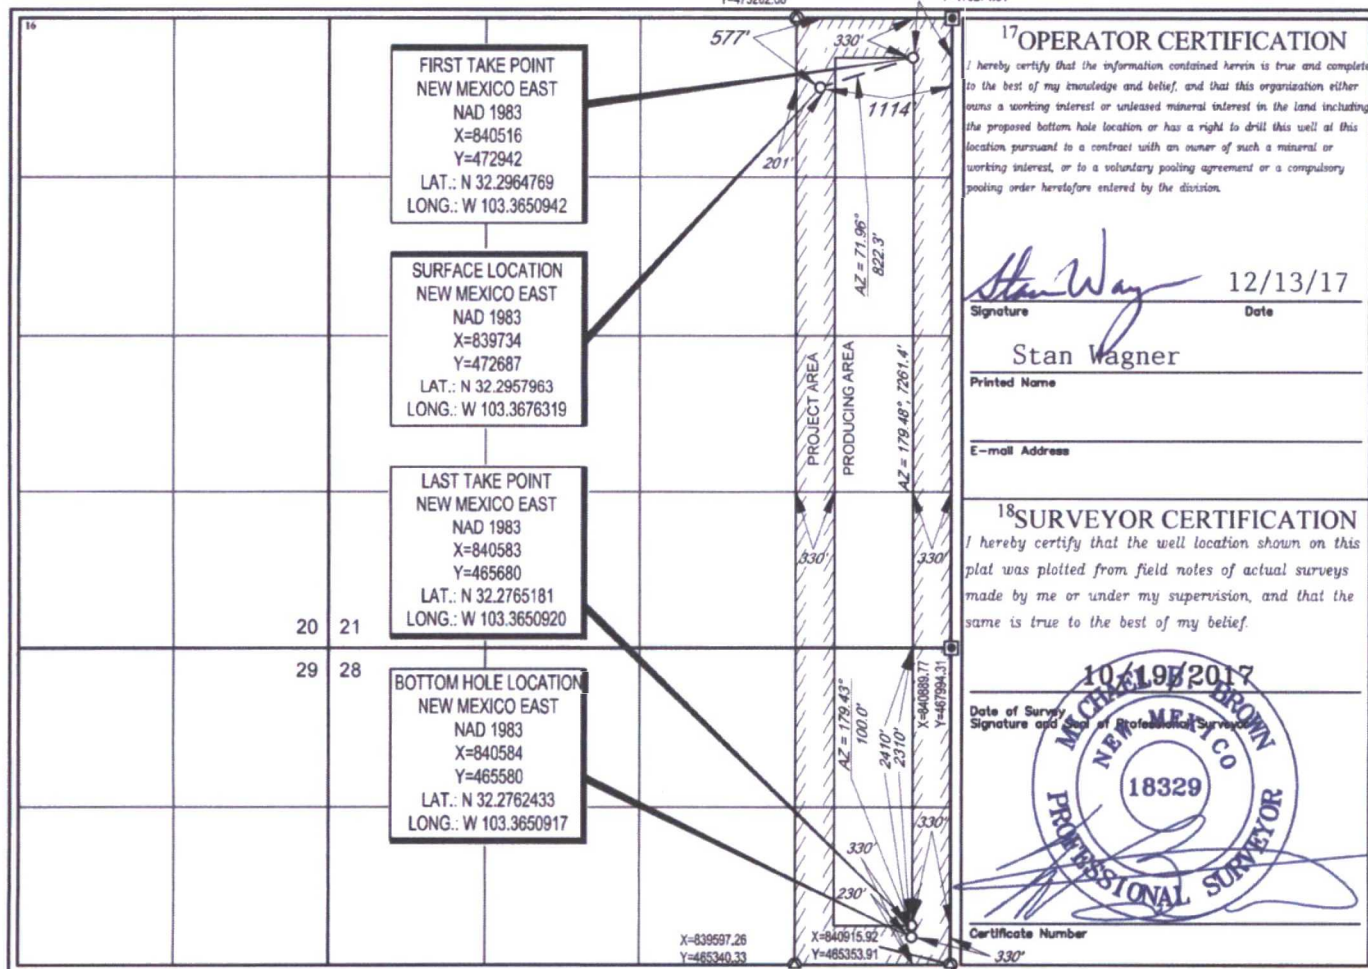 16
577'
330'
1114'
201'
FIRST TAKE POINT
NEW MEXICO EAST
NAD 1983
X=840516
Y=472942
LAT.: N 32.2964769
LONG.: W 103.3650942
SURFACE LOCATION
NEW MEXICO EAST
NAD 1983
X=839734
Y=472687
LAT.: N 32.2957963
LONG.: W 103.3676319
LAST TAKE POINT
NEW MEXICO EAST
NAD 1983
X=840583
Y=465680
LAT.: N 32.2765181
LONG.: W 103.3650920
BOTTOM HOLE LOCATION
NEW MEXICO EAST
NAD 1983
X=840584
Y=465580
LAT.: N 32.2762433
LONG.: W 103.3650917
20 21
29 28
AZ = 71.96°
822.3'
PROJECT AREA
PRODUCING AREA
AZ = 179.48°, 7261.4'
330'
330'
AZ = 179.43°
100.0'
2410'
2310'
X=840889.77
Y=467994.31
330'
330'
230'
330'
X=839597.26
Y=465340.33
X=840915.92
Y=465353.91
17 OPERATOR CERTIFICATION
I hereby certify that the information contained herein is true and complete
to the best of my knowledge and belief, and that this organization either
owns a working interest or unleased mineral interest in the land including
the proposed bottom hole location or has a right to drill this well at this
location pursuant to a contract with an owner of such a mineral or
working interest, or to a voluntary pooling agreement or a compulsory
pooling order heretofore entered by the division.
Stan Wagner
12/13/17
Signature Date
Stan Wagner
Printed Name
E-mail Address
18 SURVEYOR CERTIFICATION
I hereby certify that the well location shown on this
plat was plotted from field notes of actual surveys
made by me or under my supervision, and that the
same is true to the best of my belief.
10/19/2017
Date of Survey
Signature and Seal of Professional Surveyor
MICHAEL B. BROWN
NEW MEXICO
18329
PROFESSIONAL SURVEYOR
Certificate Number